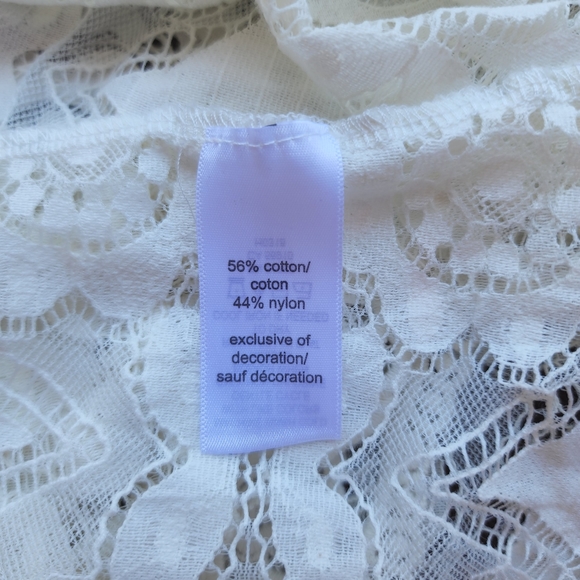 56% cotton/
coton
44% nylon
exclusive of
decoration/
sauf décoration